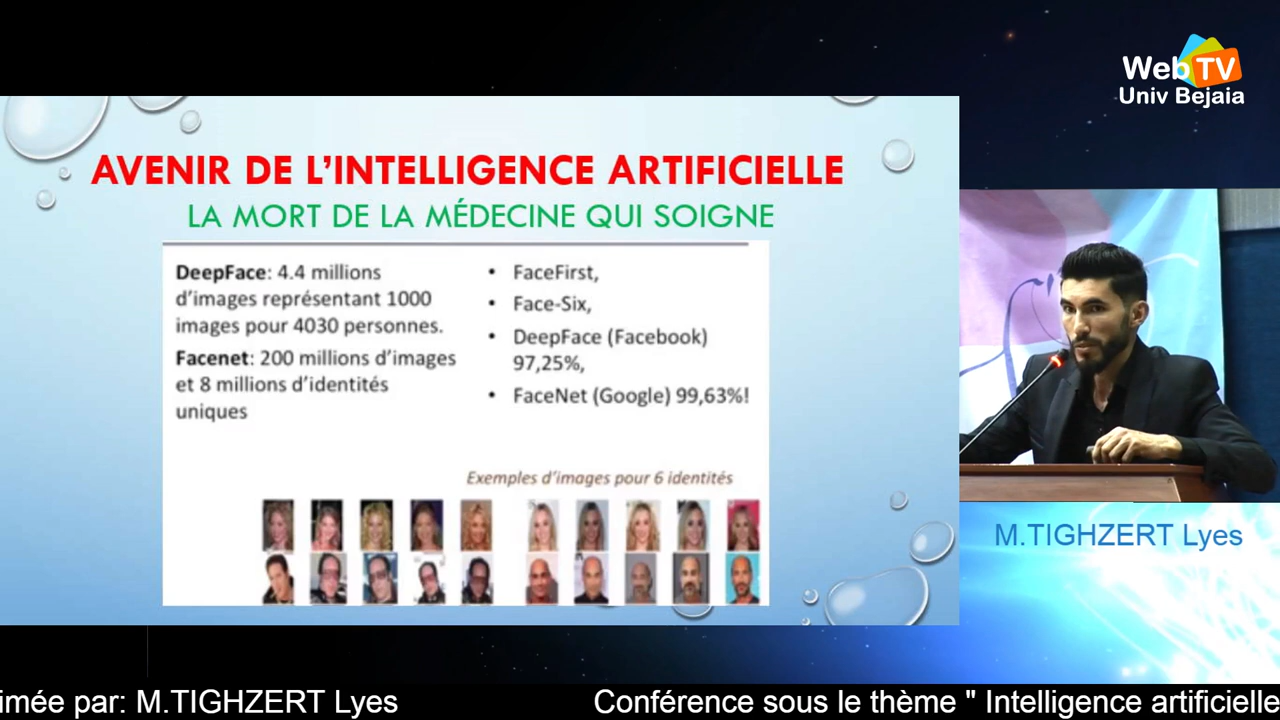 Web TV
Univ Bejaia
AVENIR DE L'INTELLIGENCE ARTIFICIELLE
LA MORT DE LA MÉDECINE QUI SOIGNE
DeepFace: 4.4 millions
d'images représentant 1000
images pour 4030 personnes.
Facenet: 200 millions d'images
et 8 millions d'identités
uniques
• FaceFirst,
• Face-Six,
• DeepFace (Facebook)
97,25%,
• FaceNet (Google) 99,63%!
Exemples d'images pour 6 identités
M.TIGHZERT Lyes
imée par: M.TIGHZERT Lyes
Conférence sous le thème " Intelligence artificielle